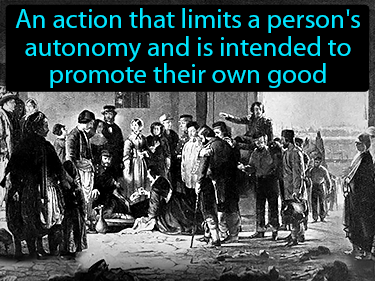 An action that limits a person's
autonomy and is intended to
promote their own good